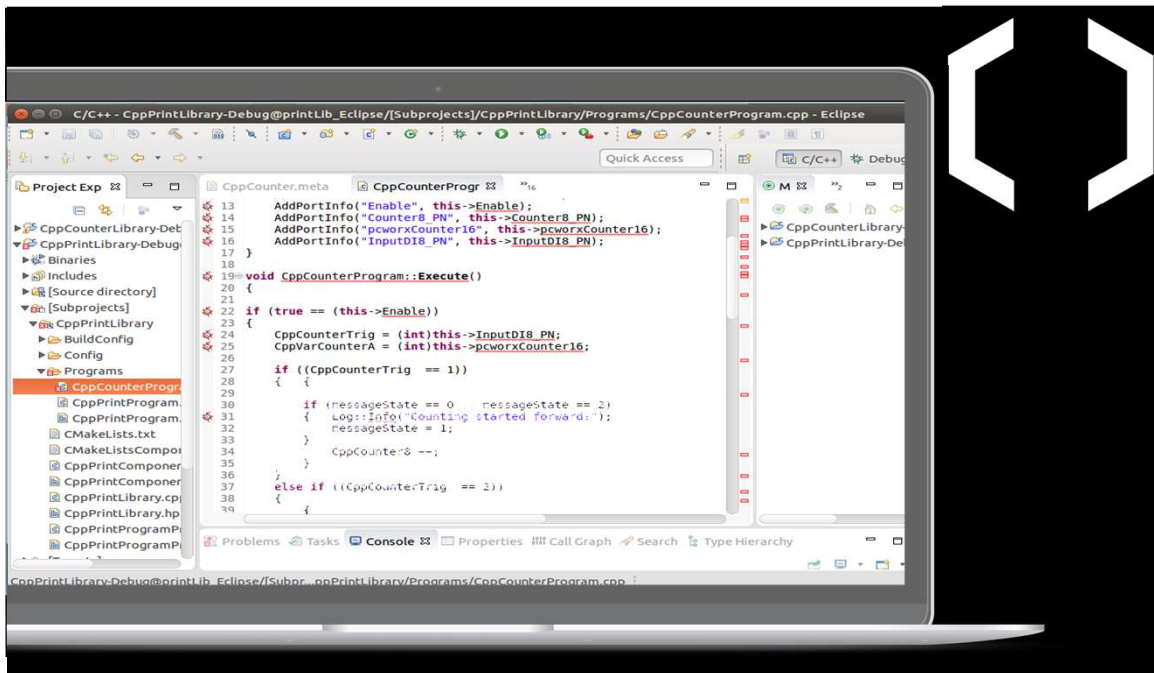 C/C++ - CppPrintLibrary-Debug@printLib_Eclipse/[Subprojects]/CppPrintLibrary/Programs/CppCounterProgram.cpp - Eclipse
Quick Access
C/C++ Debug
Project Exp
CppCounterLibrary-Deb
CppPrintLibrary-Debug
Binaries
Includes
[Source directory]
[Subprojects]
CppPrintLibrary
BuildConfig
Config
Programs
CppCounterProgra
CppPrintProgram.
CppPrintProgram.
CMakeLists.txt
CMakeListsCompor
CppPrintComponer
CppPrintComponer
CppPrintLibrary.cp
CppPrintLibrary.hp
CppPrintProgramP
CppPrintProgramP
CppCounter.meta CppCounterProgr 16
13 AddPortInfo("Enable", this->Enable);
14 AddPortInfo("Counter8_PN", this->Counter8_PN);
15 AddPortInfo("pcworxCounter16", this->pcworxCounter16);
16 AddPortInfo("InputDI8_PN", this->InputDI8_PN);
17 }
18
19 void CppCounterProgram::Execute()
20 {
21
22 if (true == (this->Enable))
23 {
24 CppCounterTrig = (int)this->InputDI8_PN;
25 CppVarCounterA = (int)this->pcworxCounter16;
26
27 if ((CppCounterTrig == 1))
28 { {
29
30 if (messageState == 0 messageState == 2)
31 { Log::Info("Counting started forward:");
32 messageState = 1;
33 }
34 CppCounter8 --;
35 }
36 }
37 else if ((CppCounterTrig == 2))
38 {
39 {
M 2
CppCounterLibrary-
CppPrintLibrary-De
Problems Tasks Console Properties Call Graph Search Type Hierarchy
CppPrintLibrary-Debug@printLib_Eclipse/[Subpr...ppPrintLibrary/Programs/CppCounterProgram.cpp